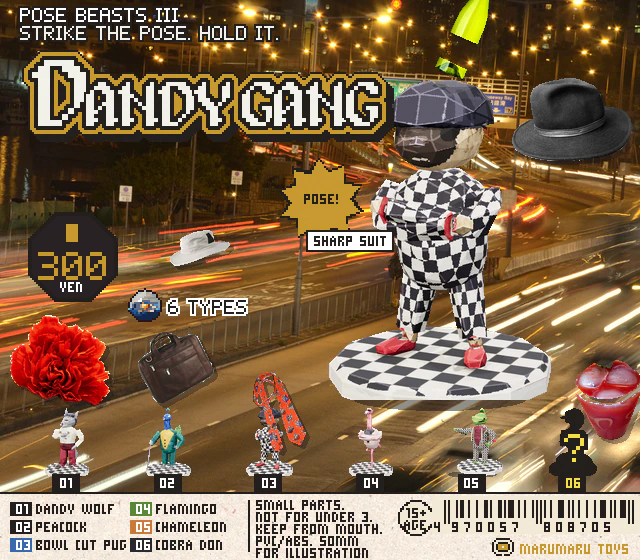 POSE BEASTS III
STRIKE THE POSE. HOLD IT.
DANDY GANG
POSE!
SHARP SUIT
300
YEN
6 TYPES
01
02
03
04
05
?
06
01 DANDY WOLF
02 PEACOCK
03 BOWL CUT PUG
04 FLAMINGO
05 CHAMELEON
06 COBRA DON
SMALL PARTS.
NOT FOR UNDER 3.
KEEP FROM MOUTH.
PVC/ABS. 50MM
FOR ILLUSTRATION
15+
AGE
4 970057 808705
MARUMARU TOYS